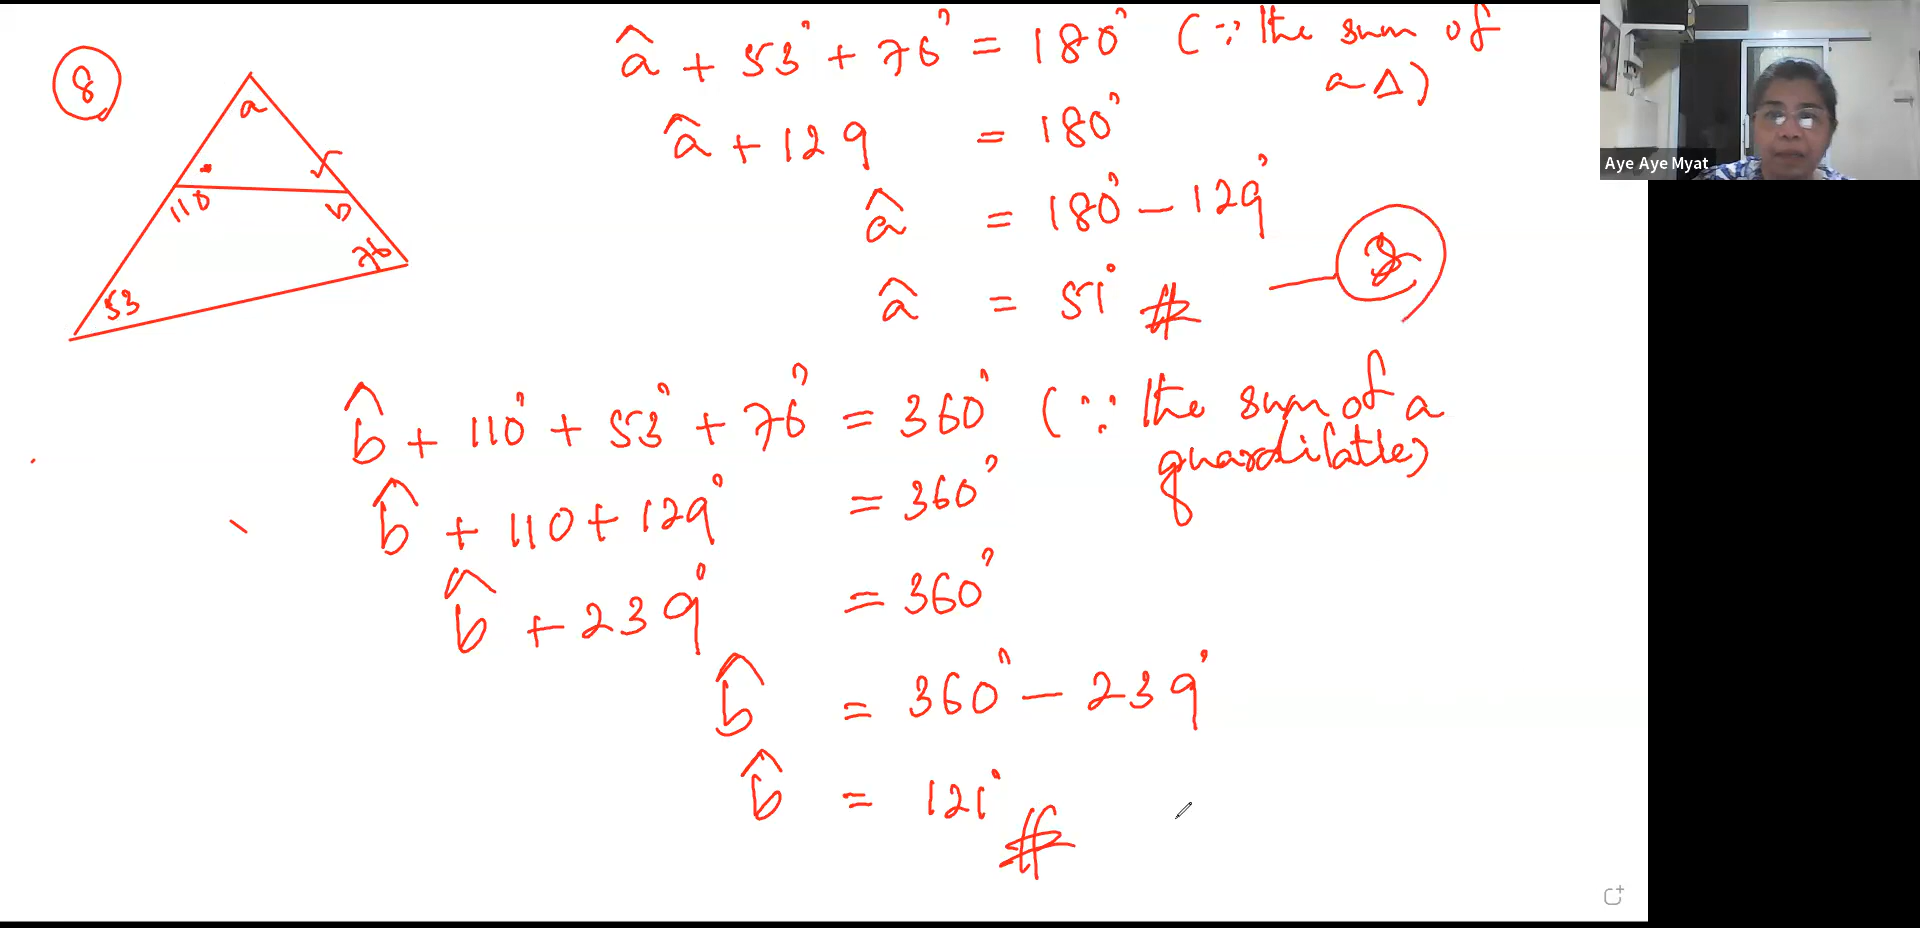 8
a
110
b
76
53
â + 53° + 76° = 180° (∵ the sum of
a Δ)
â + 129 = 180°
â = 180° − 129°
â = 51° #
b̂ + 110° + 53° + 76° = 360° (∵ the sum of a
quardilatle)
b̂ + 110 + 129° = 360°
b̂ + 239° = 360°
b̂ = 360° − 239°
b̂ = 121° #
Aye Aye Myat